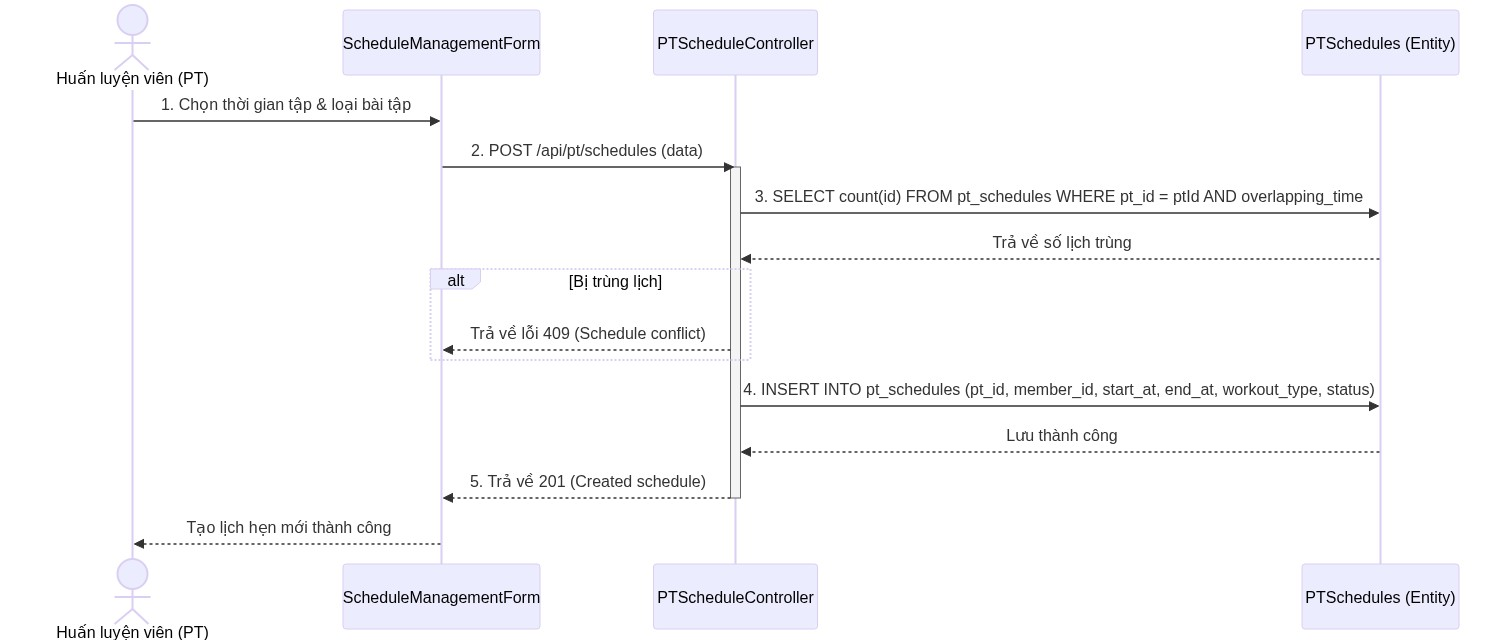 Huấn luyện viên (PT)
ScheduleManagementForm
PTScheduleController
PTSchedules (Entity)
1. Chọn thời gian tập & loại bài tập
2. POST /api/pt/schedules (data)
3. SELECT count(id) FROM pt_schedules WHERE pt_id = ptId AND overlapping_time
Trả về số lịch trùng
alt
[Bị trùng lịch]
Trả về lỗi 409 (Schedule conflict)
4. INSERT INTO pt_schedules (pt_id, member_id, start_at, end_at, workout_type, status)
Lưu thành công
5. Trả về 201 (Created schedule)
Tạo lịch hẹn mới thành công
Huấn luyện viên (PT)
ScheduleManagementForm
PTScheduleController
PTSchedules (Entity)